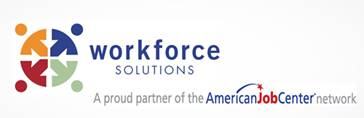 workforce
SOLUTIONS
A proud partner of the AmericanJobCenter network